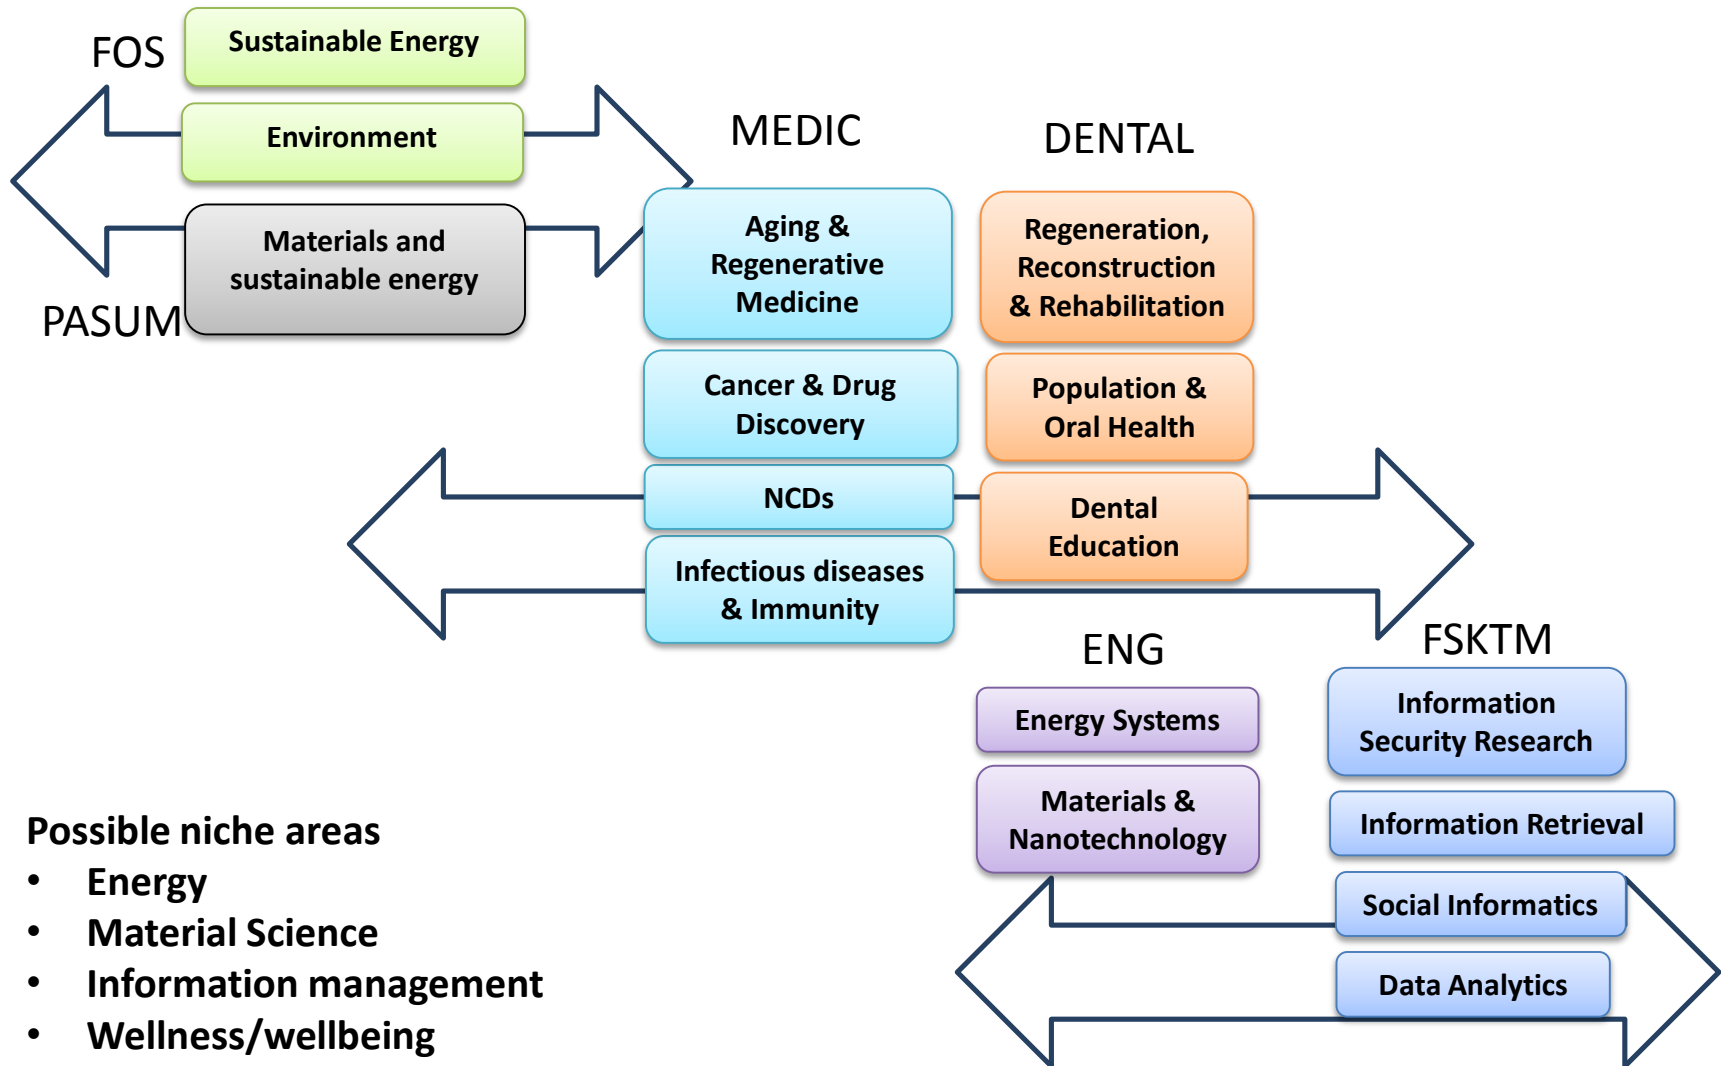 FOS
Sustainable Energy
Environment
Materials and
sustainable energy
PASUM
MEDIC
Aging &
Regenerative
Medicine
Cancer & Drug
Discovery
NCDs
Infectious diseases
& Immunity
DENTAL
Regeneration,
Reconstruction
& Rehabilitation
Population &
Oral Health
Dental
Education
ENG
Energy Systems
Materials &
Nanotechnology
FSKTM
Information
Security Research
Information Retrieval
Social Informatics
Data Analytics
Possible niche areas
• Energy
• Material Science
• Information management
• Wellness/wellbeing